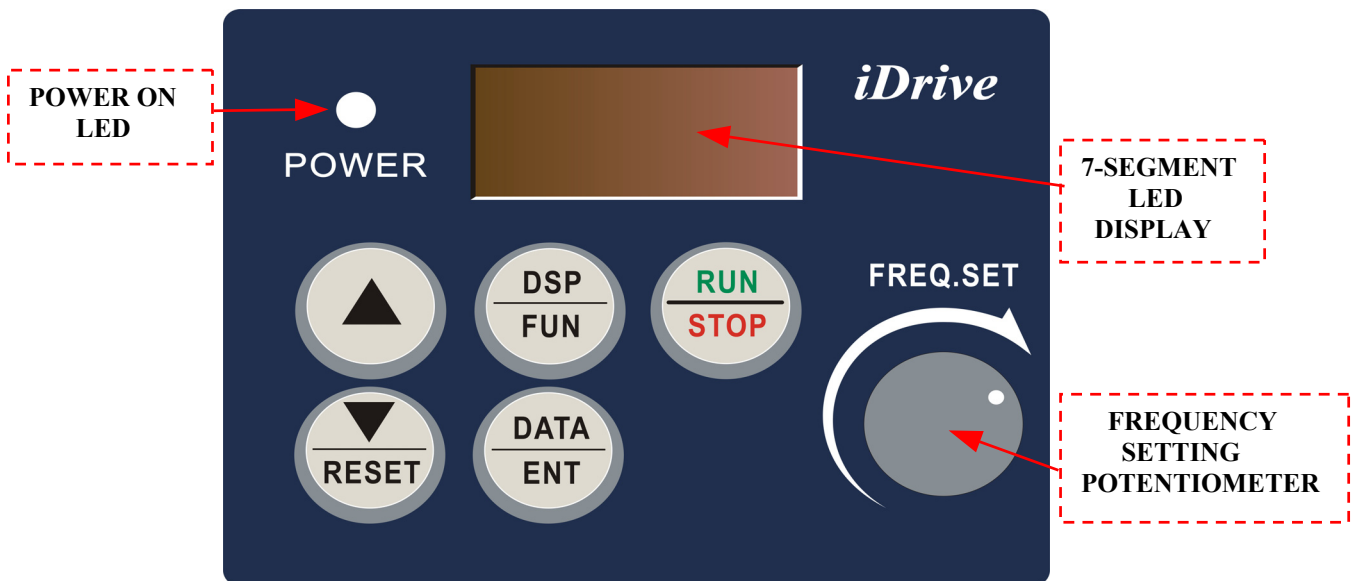 POWER ON
LED
POWER
iDrive
7-SEGMENT
LED
DISPLAY
DSP
FUN
RUN
STOP
FREQ.SET
RESET
DATA
ENT
FREQUENCY
SETTING
POTENTIOMETER